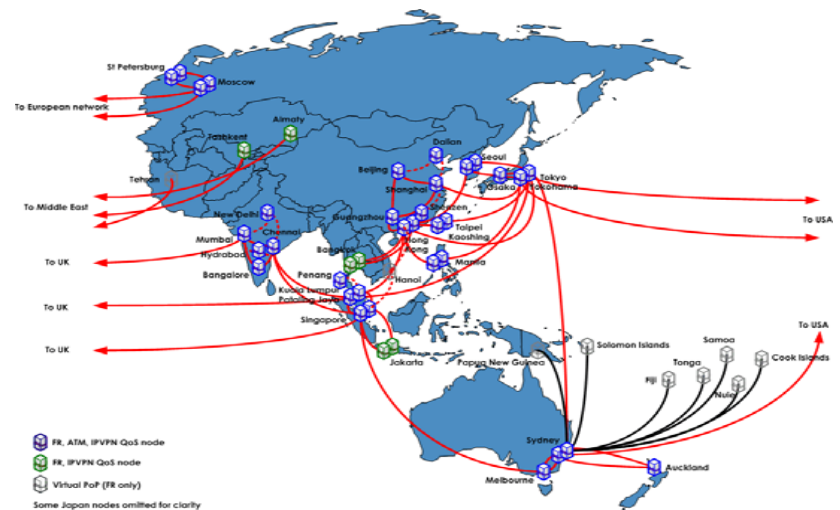 St Petersburg
Moscow
To European network
Almaty
Tashkent
Dalian
Seoul
Beijing
Tehran
Tokyo
Shanghai
Osaka
Yokohama
To Middle East
Shenzen
New Delhi
Guangzhou
To USA
Chennai
Taipei
Mumbai
Kaoshing
Hong
Kong
Bangkok
Hydrabad
To UK
Manila
Bangalore
Penang
Hanoi
Kuala Lumpur
Petaling Jaya
To UK
Singapore
To USA
Samoa
Solomon Islands
To UK
Jakarta
Papua New Guinea
Tonga
Cook Islands
Fiji
Nuie
Sydney
FR, ATM, IPVPN QoS node
FR, IPVPN QoS node
Auckland
Melbourne
Virtual PoP (FR only)
Some Japan nodes omitted for clarity